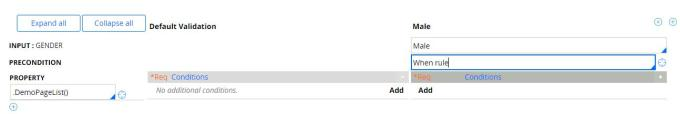 Expand all Collapse all Default Validation Male
INPUT : GENDER Male
PRECONDITION When rule
PROPERTY *Req Conditions *Req Conditions
.DemoPageList() No additional conditions. Add Add